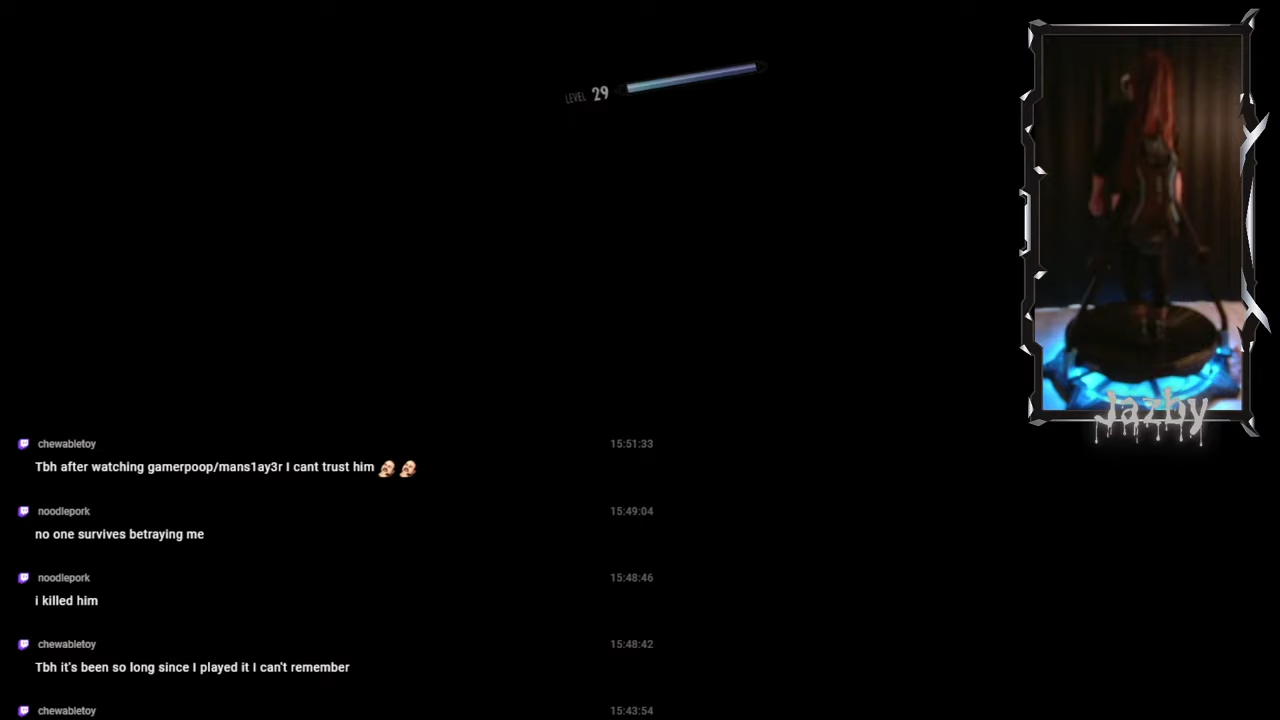 LEVEL 29
Jazhy
chewabletoy 15:51:33
Tbh after watching gamerpoop/mans1ay3r I cant trust him
noodlepork 15:49:04
no one survives betraying me
noodlepork 15:48:46
i killed him
chewabletoy 15:48:42
Tbh it's been so long since I played it I can't remember
chewabletoy 15:43:54